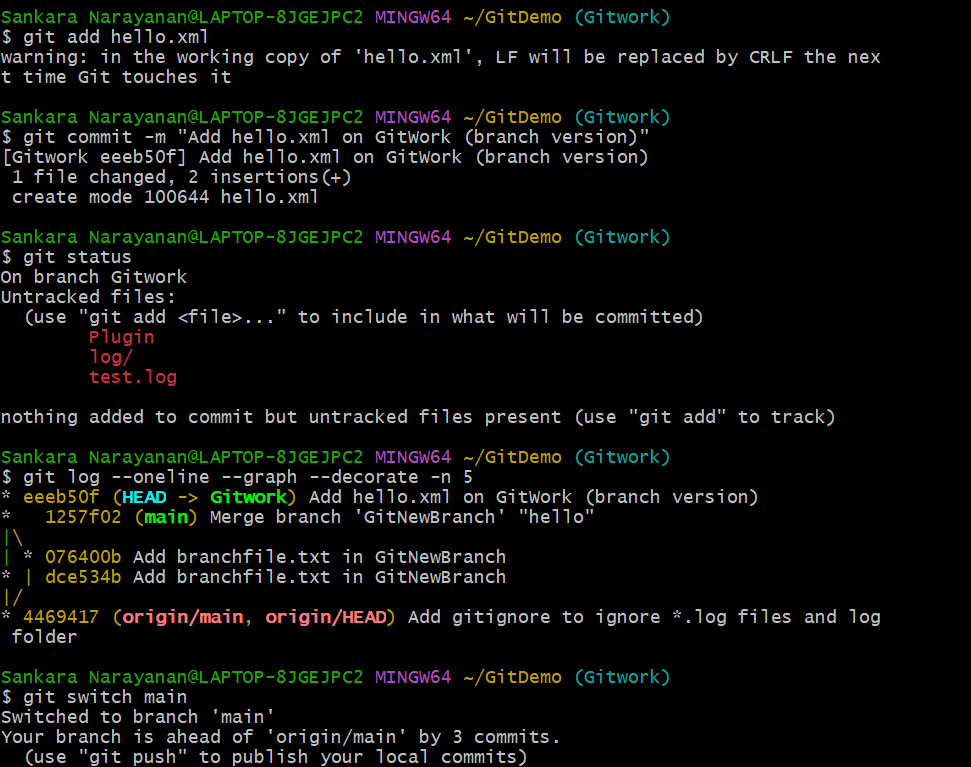 Sankara Narayanan@LAPTOP-8JGEJPC2 MINGW64 ~/GitDemo (Gitwork)
$ git add hello.xml
warning: in the working copy of 'hello.xml', LF will be replaced by CRLF the nex
t time Git touches it

Sankara Narayanan@LAPTOP-8JGEJPC2 MINGW64 ~/GitDemo (Gitwork)
$ git commit -m "Add hello.xml on GitWork (branch version)"
[Gitwork eeeb50f] Add hello.xml on GitWork (branch version)
 1 file changed, 2 insertions(+)
 create mode 100644 hello.xml

Sankara Narayanan@LAPTOP-8JGEJPC2 MINGW64 ~/GitDemo (Gitwork)
$ git status
On branch Gitwork
Untracked files:
  (use "git add <file>..." to include in what will be committed)
        Plugin
        log/
        test.log

nothing added to commit but untracked files present (use "git add" to track)

Sankara Narayanan@LAPTOP-8JGEJPC2 MINGW64 ~/GitDemo (Gitwork)
$ git log --oneline --graph --decorate -n 5
* eeeb50f (HEAD -> Gitwork) Add hello.xml on GitWork (branch version)
*   1257f02 (main) Merge branch 'GitNewBranch' "hello"
|\
| * 076400b Add branchfile.txt in GitNewBranch
* | dce534b Add branchfile.txt in GitNewBranch
|/
* 4469417 (origin/main, origin/HEAD) Add gitignore to ignore *.log files and log
 folder

Sankara Narayanan@LAPTOP-8JGEJPC2 MINGW64 ~/GitDemo (Gitwork)
$ git switch main
Switched to branch 'main'
Your branch is ahead of 'origin/main' by 3 commits.
  (use "git push" to publish your local commits)